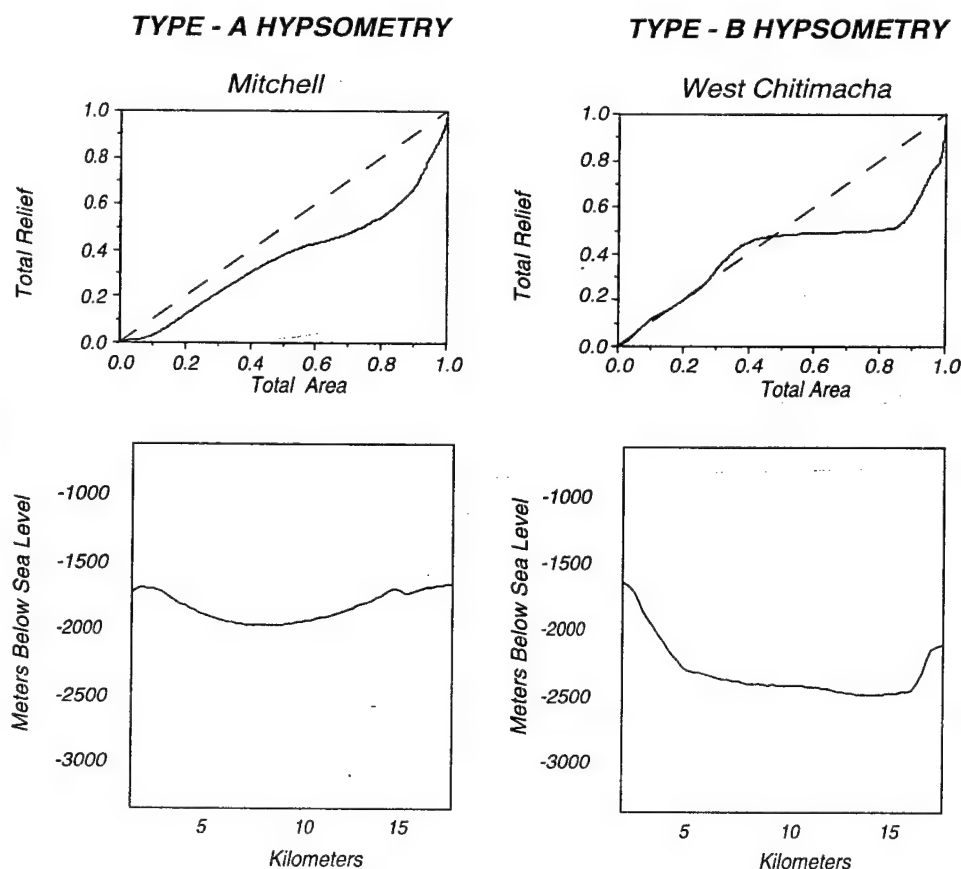 TYPE - A HYPSOMETRY
TYPE - B HYPSOMETRY
Mitchell
West Chitimacha
1.0
0.8
0.6
0.4
0.2
0.0
Total Relief
0.0 0.2 0.4 0.6 0.8 1.0
Total Area
1.0
0.8
0.6
0.4
0.2
0.0
Total Relief
0.0 0.2 0.4 0.6 0.8 1.0
Total Area
-1000
-1500
-2000
-2500
-3000
Meters Below Sea Level
5 10 15
Kilometers
-1000
-1500
-2000
-2500
-3000
Meters Below Sea Level
5 10 15
Kilometers